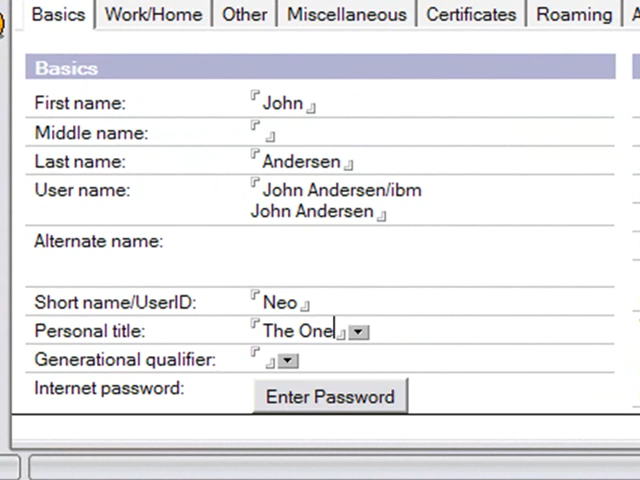 Basics Work/Home Other Miscellaneous Certificates Roaming
Basics
First name: John
Middle name:
Last name: Andersen
User name: John Andersen/ibm
John Andersen
Alternate name:
Short name/UserID: Neo
Personal title: The One
Generational qualifier:
Internet password: Enter Password